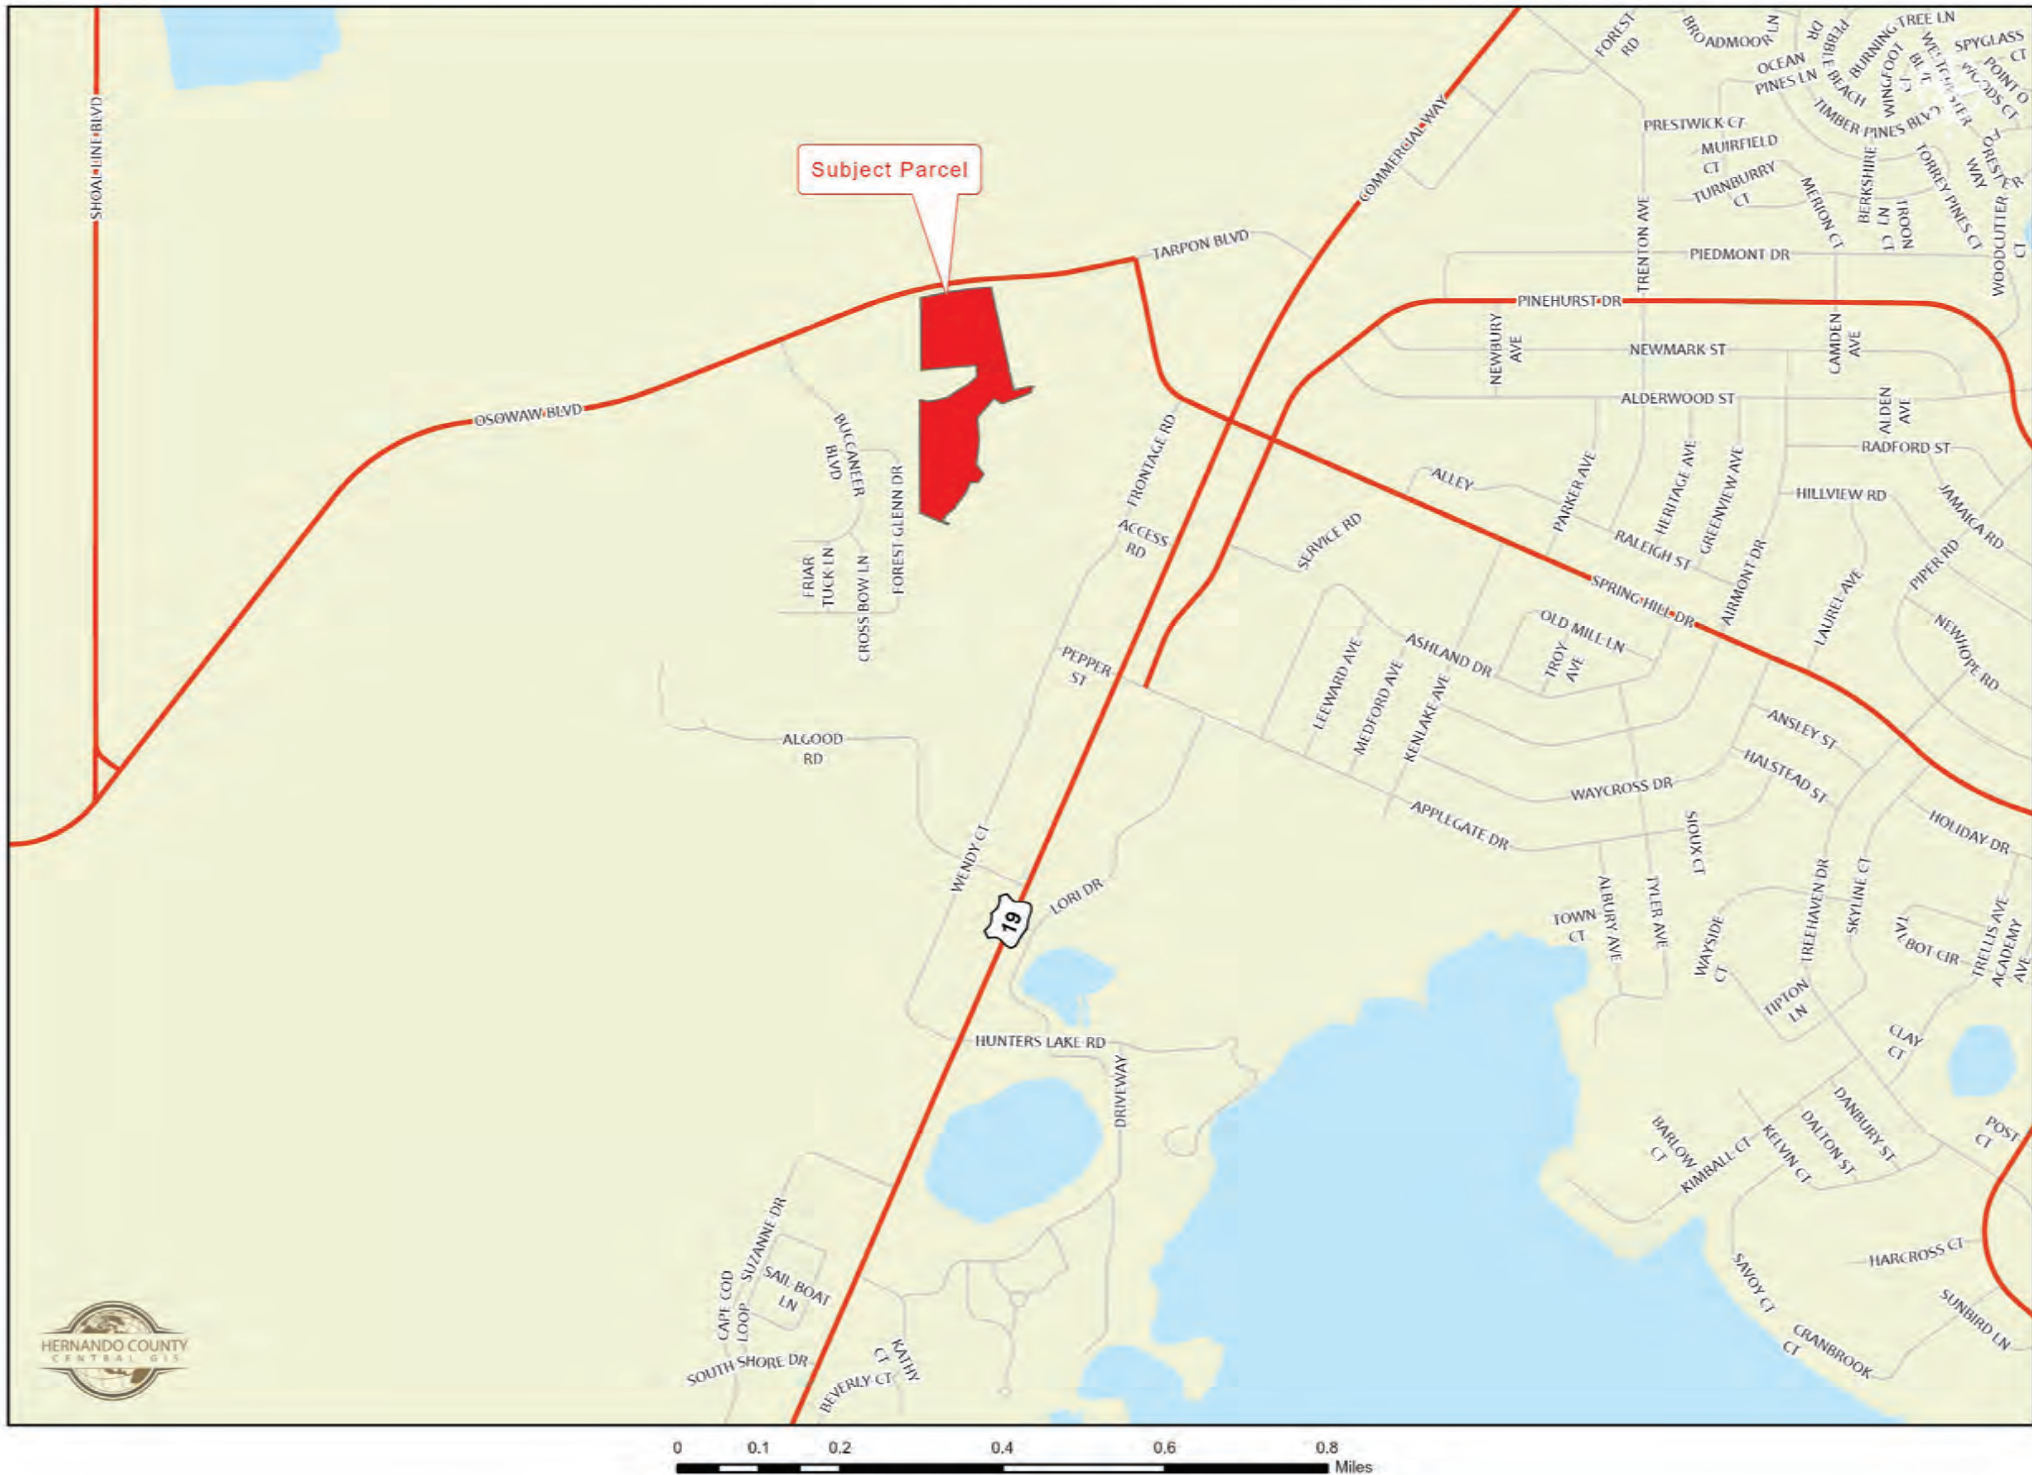 SHOAL LINE BLVD
Subject Parcel
OSOWAW BLVD
TARPON BLVD
COMMERCIAL WAY
FOREST
RD
BROADMOOR LN
OCEAN
PINES LN
PEBBLE BEACH
DR
BURNING TREE LN
WINGFOOT
CT
SPYGLASS
CT
TIMBER PINES BLVD
PRESTWICK CT
MUIRFIELD
CT
TURNBURRY
CT
MERION CT
BERKSHIRE
LN
TROON
CT
TORREY PINES CT
FORESTER
WAY
WOODCUTTER
CT
TRENTON AVE
PIEDMONT DR
PINEHURST DR
NEWBURY
AVE
NEWMARK ST
CAMDEN
AVE
ALDERWOOD ST
ALDEN
AVE
RADFORD ST
HILLVIEW RD
JAMAICA RD
PIPER RD
NEWHOPE RD
LAUREL AVE
AIRMONT DR
GREENVIEW AVE
HERITAGE AVE
PARKER AVE
RALEIGH ST
ALLEY
SPRING HILL DR
SERVICE RD
FRONTAGE RD
ACCESS
RD
BUCCANEER
BLVD
FOREST GLENN DR
FRIAR
TUCK LN
CROSS BOW LN
PEPPER
ST
ALGOOD
RD
WENDY CT
LORI DR
19
LEEWARD AVE
MEDFORD AVE
KENLAKE AVE
ASHLAND DR
OLD MILL LN
TROY
AVE
WAYCROSS DR
APPLEGATE DR
ANSLEY ST
HALSTEAD ST
HOLIDAY DR
SIOUX CT
TOWN
CT
ALBURY AVE
TYLER AVE
WAYSIDE
CT
TREEHAVEN DR
SKYLINE CT
TALBOT CIR
TRELLIS AVE
ACADEMY
AVE
TIPTON
LN
CLAY
CT
HUNTERS LAKE RD
DRIVEWAY
BARLOW
CT
KIMBALL CT
KELVIN CT
DALTON ST
DANBURY ST
POST
CT
SAVOY CT
HARCROSS CT
SUNBIRD LN
CRANBROOK
CT
SUZANNE DR
CAPE COD
LOOP
SAIL BOAT
LN
SOUTH SHORE DR
BEVERLY CT
KATHY
CT
HERNANDO COUNTY
CENTRAL GIS
0 0.1 0.2 0.4 0.6 0.8
Miles